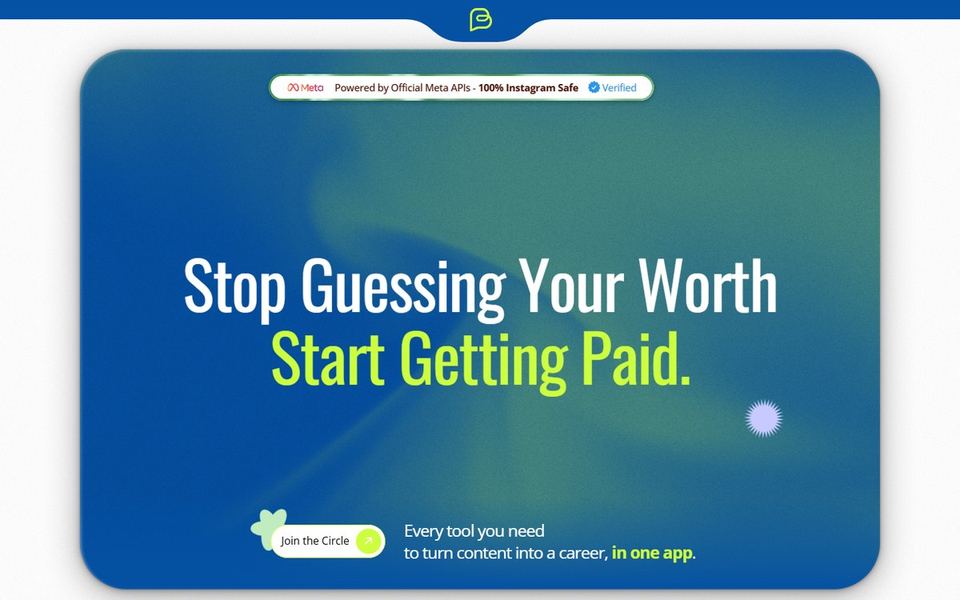 Meta Powered by Official Meta APIs - 100% Instagram Safe Verified
Stop Guessing Your Worth
Start Getting Paid.
Join the Circle
Every tool you need
to turn content into a career, in one app.